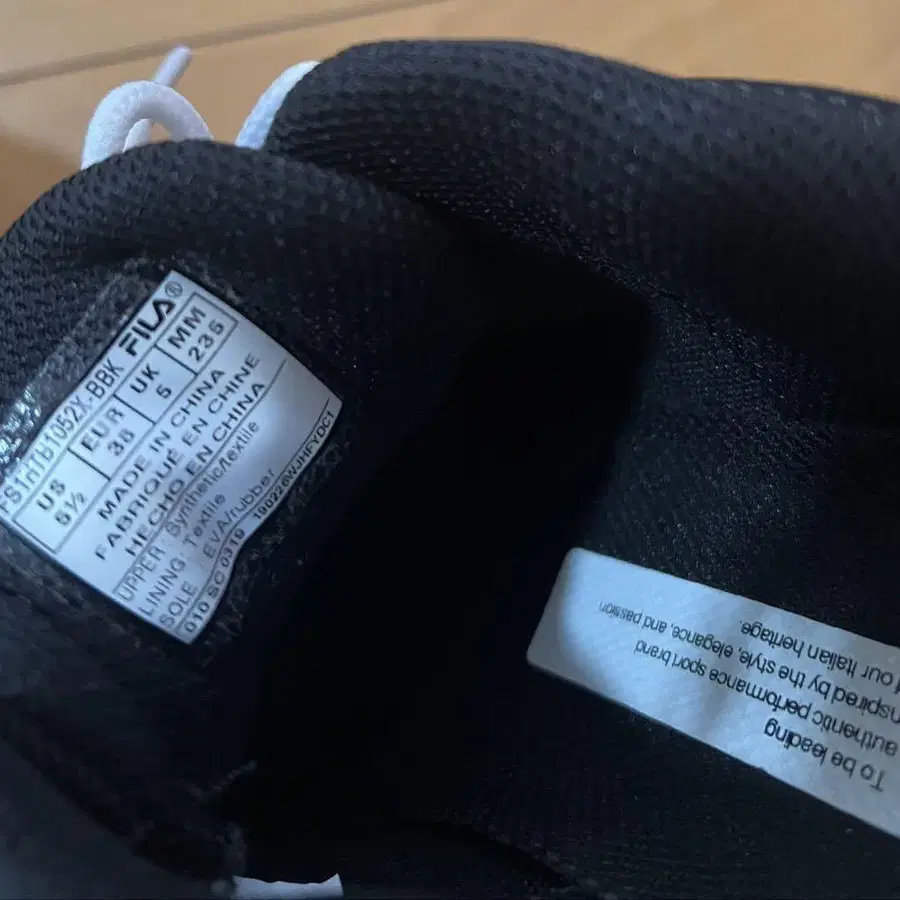 FILA®
FS1HTB1052X-BBK
US EUR UK MM
5½ 38 5 235
MADE IN CHINA
FABRIQUÉ EN CHINE
HECHO EN CHINA
UPPER: Synthetic/textile
LINING: Textile
SOLE: EVA/rubber
010 SC 0319 190226WJHFYDC1
To be leading
authentic performance sport brand
inspired by the style, elegance, and passion
our Italian heritage.